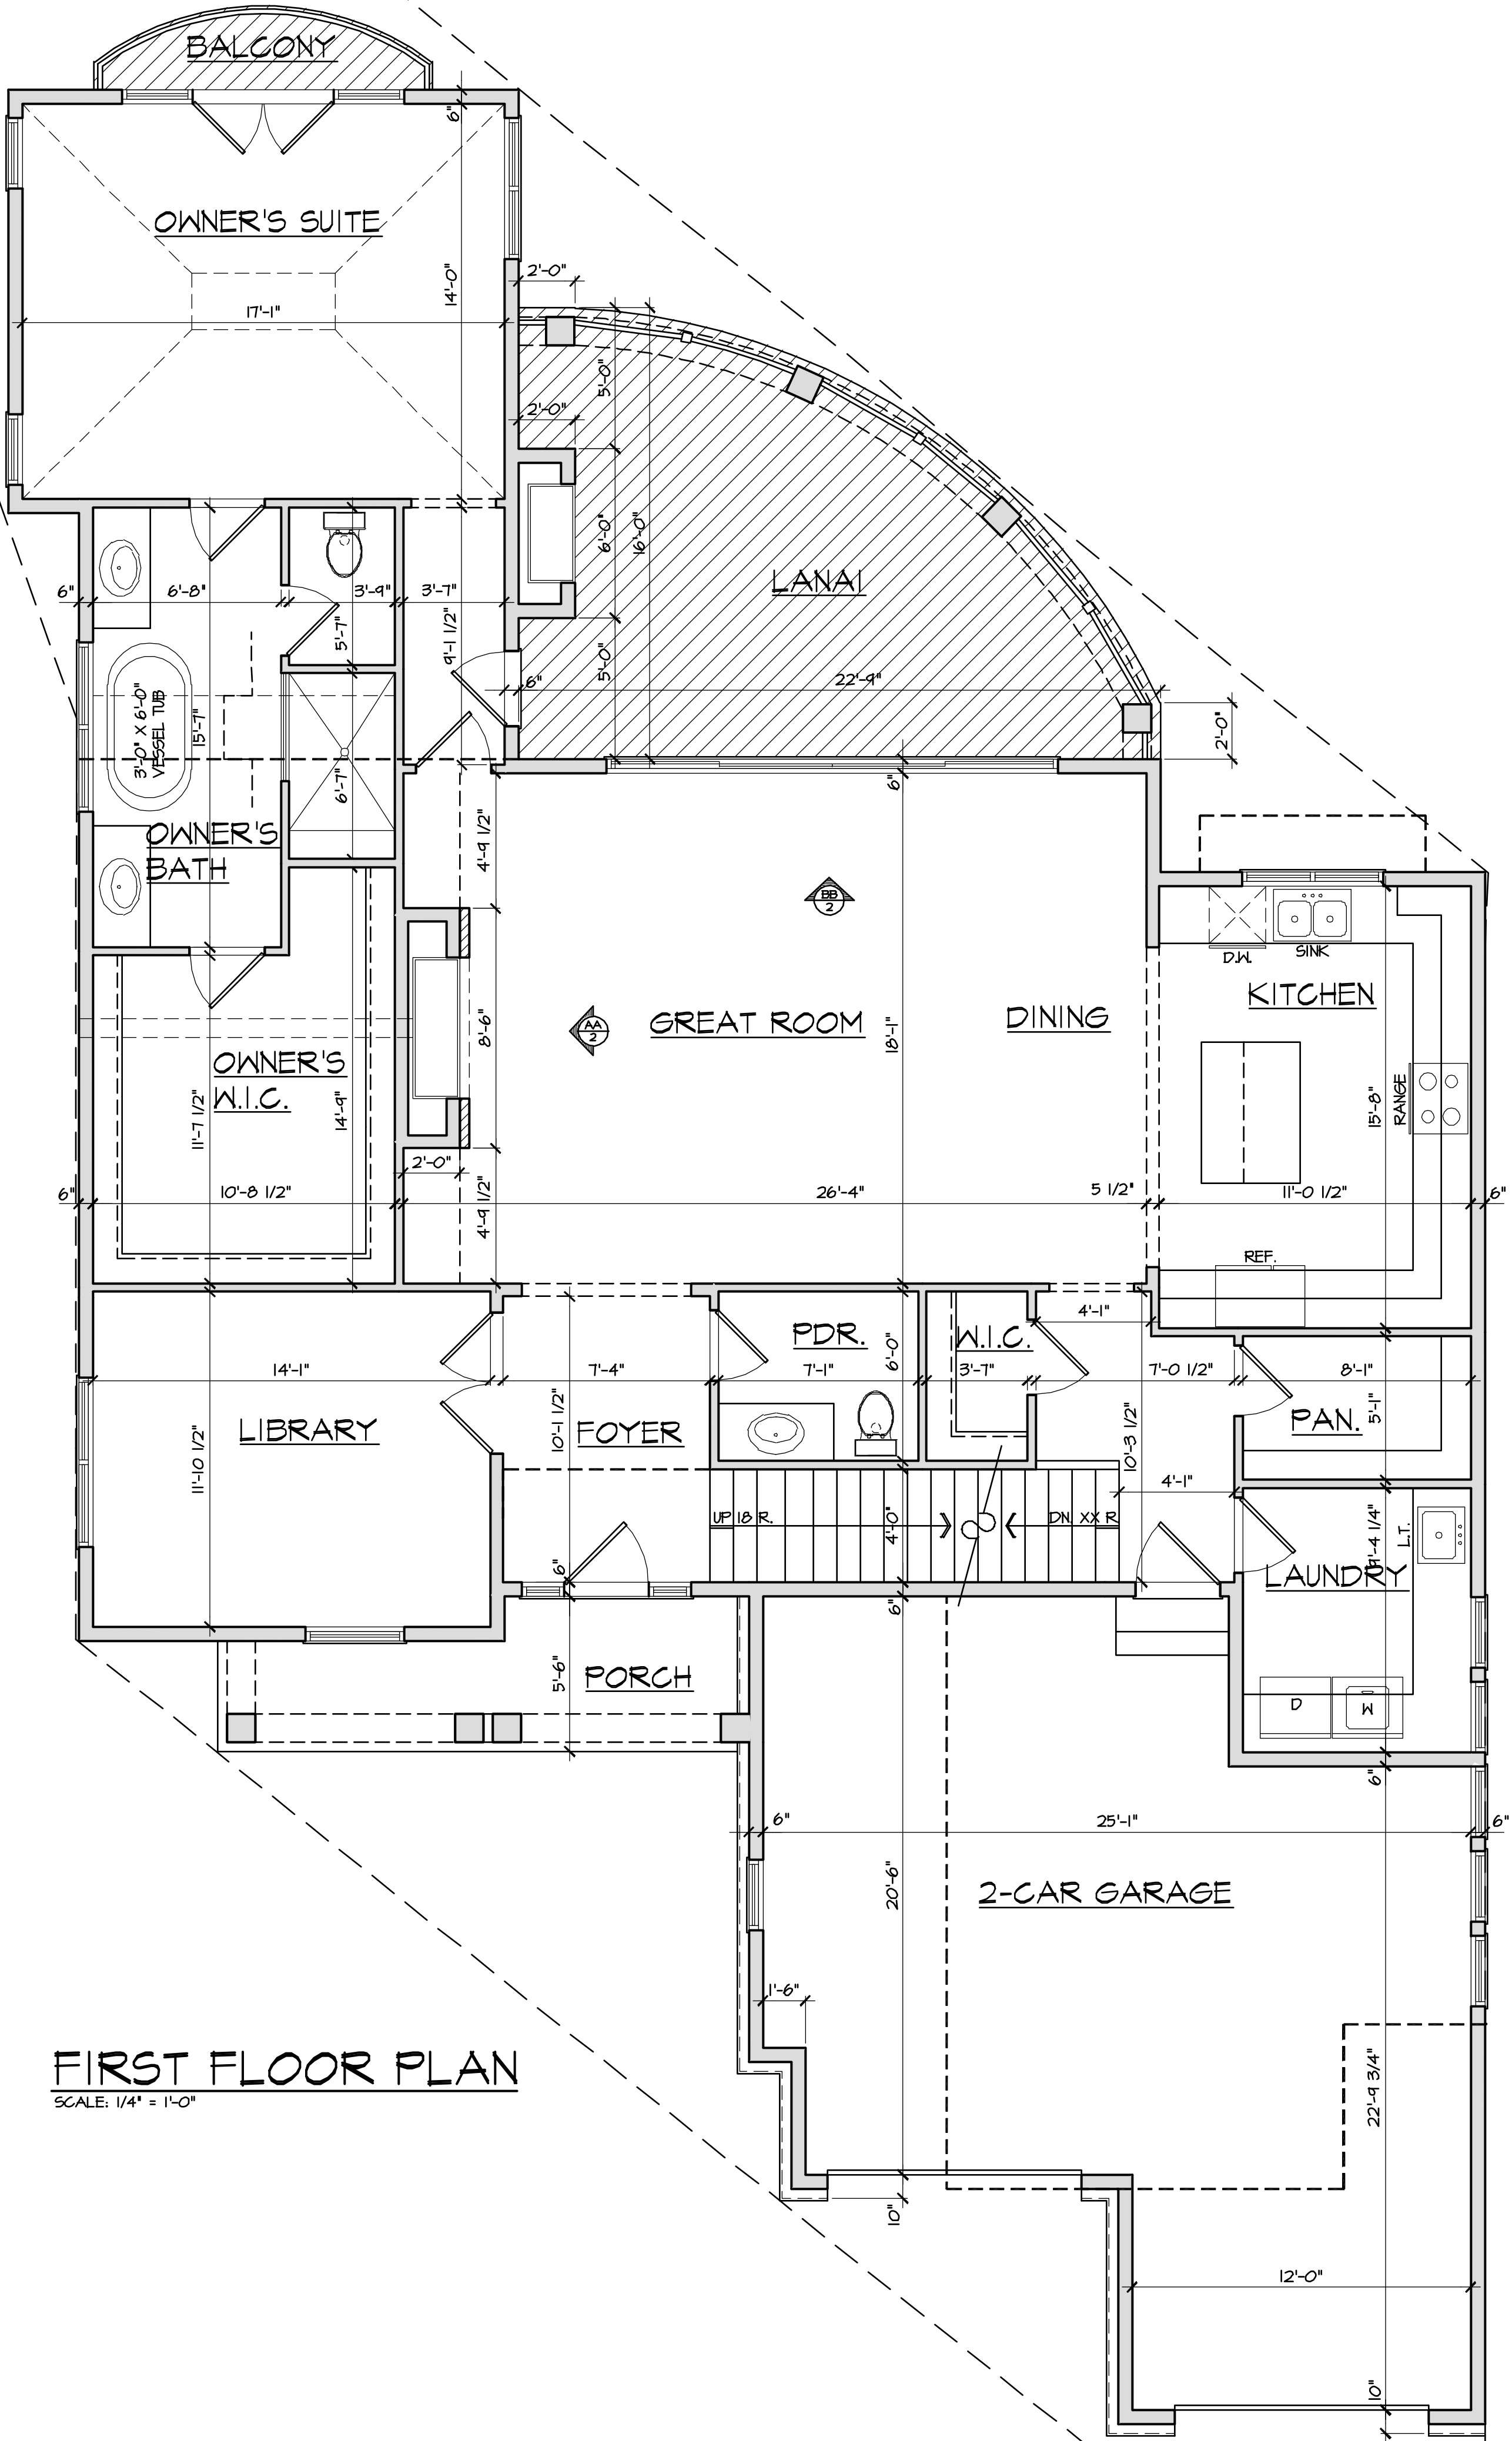 BALCONY
6"
OWNER'S SUITE
14'-0"
17'-1"
2'-0"
5'-0"
2'-0"
6'-0"
16'-0"
LANAI
6"
6'-8"
3'-9"
3'-7"
5'-7"
9'-1 1/2"
5'-0"
6"
22'-9"
2'-0"
3'-0" X 6'-0"
VESSEL TUB
15'-7"
6'-7"
6"
OWNER'S
BATH
4'-9 1/2"
BB
2
D.W.
SINK
KITCHEN
AA
2
8'-6"
GREAT ROOM
18'-1"
DINING
OWNER'S
W.I.C.
11'-7 1/2"
14'-9"
RANGE
15'-8"
2'-0"
6"
10'-8 1/2"
4'-9 1/2"
26'-4"
5 1/2"
11'-0 1/2"
6"
REF.
4'-1"
PDR.
6'-0"
W.I.C.
14'-1"
7'-4"
7'-1"
3'-7"
7'-0 1/2"
8'-1"
LIBRARY
11'-10 1/2"
10'-1 1/2"
FOYER
10'-3 1/2"
PAN.
5'-1"
4'-1"
UP 18 R.
4'-0"
DN. XX R.
9'-4 1/4"
L.T.
LAUNDRY
6"
6"
5'-6"
PORCH
D
W
6"
6"
25'-1"
6"
20'-6"
2-CAR GARAGE
1'-6"
FIRST FLOOR PLAN
SCALE: 1/4" = 1'-0"
22'-9 3/4"
10"
12'-0"
10"